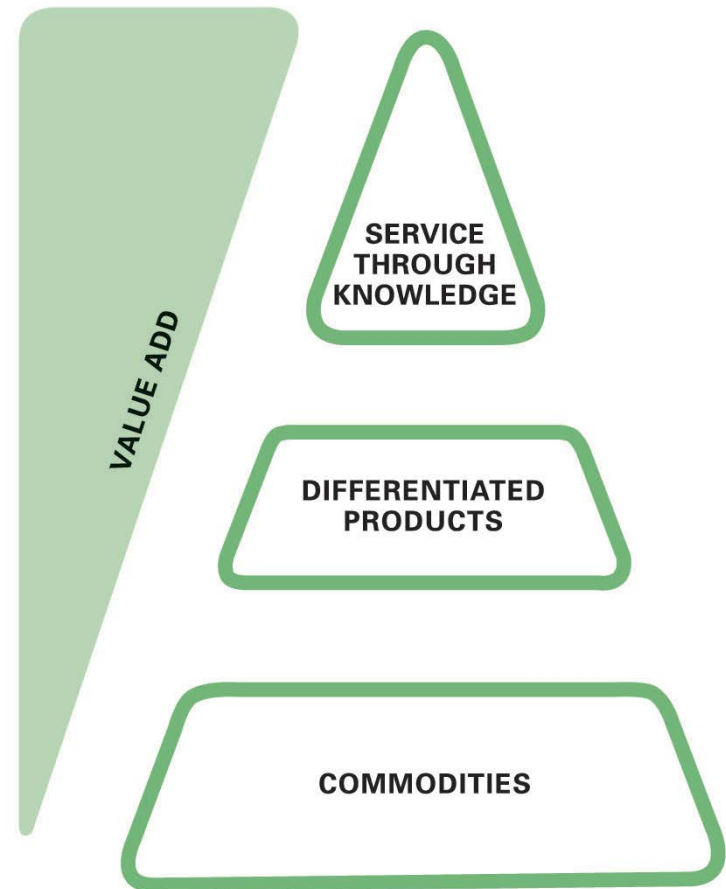 VALUE ADD
SERVICE
THROUGH
KNOWLEDGE
DIFFERENTIATED
PRODUCTS
COMMODITIES